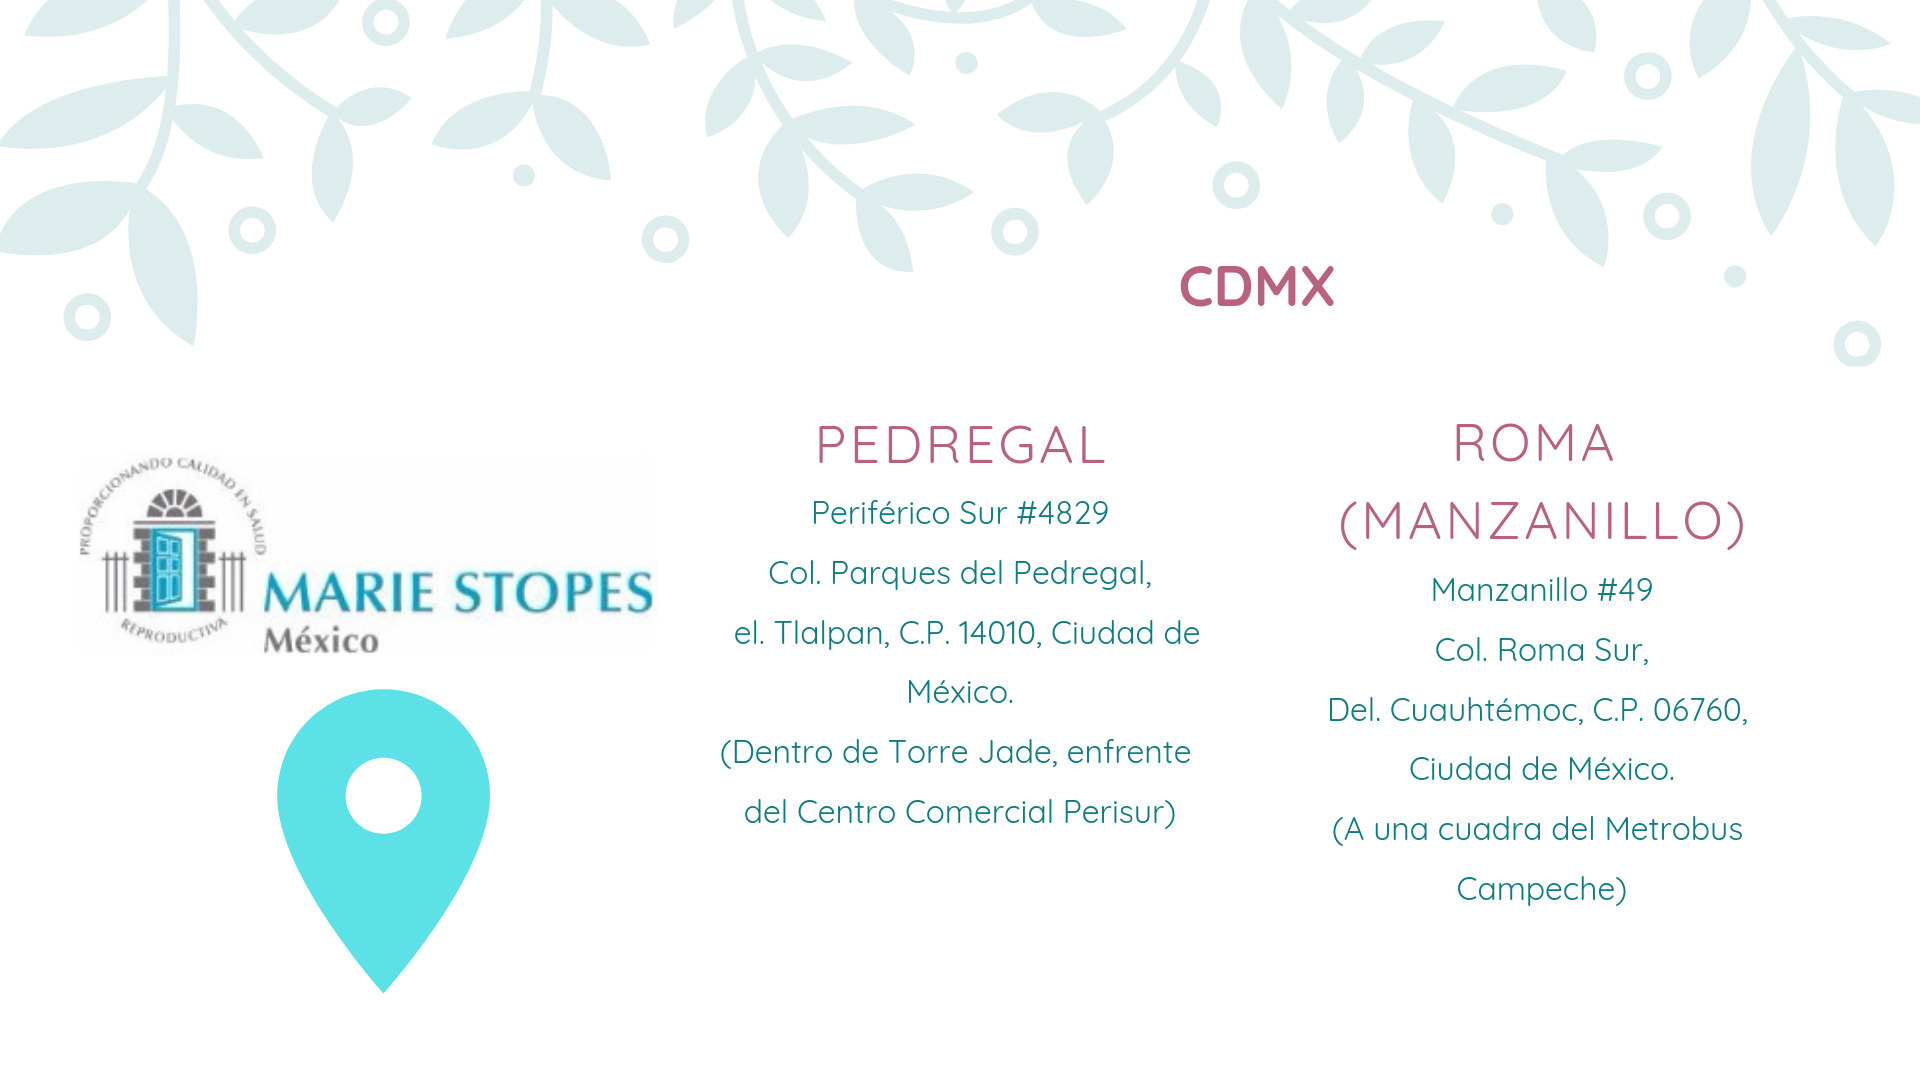 CDMX
PROPORCIONANDO CALIDAD EN SALUD
REPRODUCTIVA
MARIE STOPES
México
PEDREGAL
Periférico Sur #4829
Col. Parques del Pedregal,
el. Tlalpan, C.P. 14010, Ciudad de
México.
(Dentro de Torre Jade, enfrente
del Centro Comercial Perisur)
ROMA
(MANZANILLO)
Manzanillo #49
Col. Roma Sur,
Del. Cuauhtémoc, C.P. 06760,
Ciudad de México.
(A una cuadra del Metrobus
Campeche)